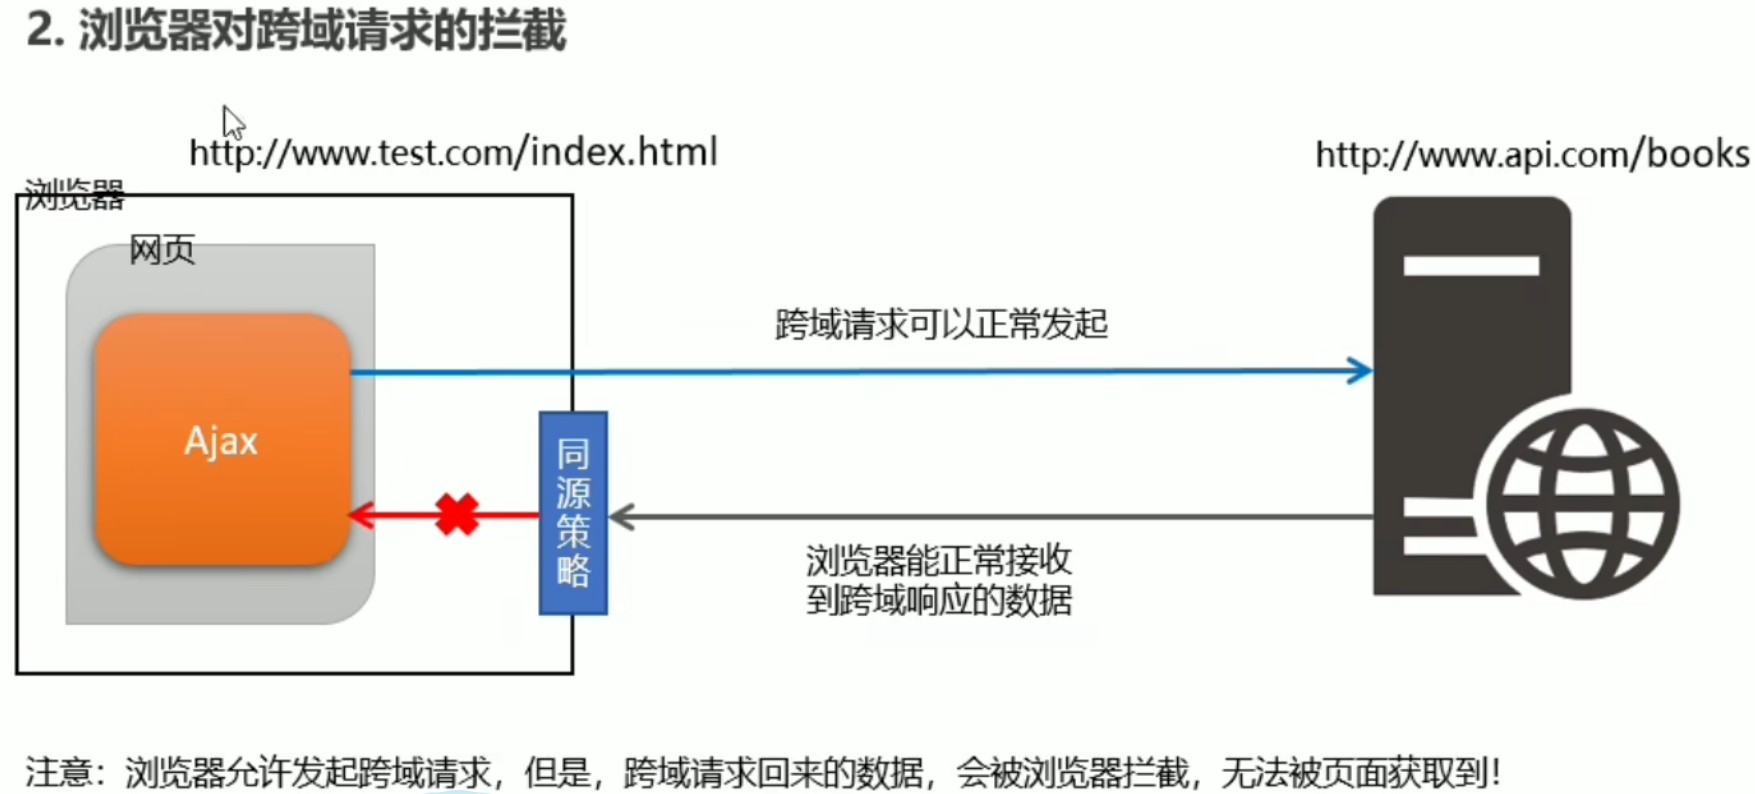 2. 浏览器对跨域请求的拦截
http://www.test.com/index.html
http://www.api.com/books
浏览器
网页
跨域请求可以正常发起
Ajax
同源策略
浏览器能正常接收
到跨域响应的数据
注意：浏览器允许发起跨域请求，但是，跨域请求回来的数据，会被浏览器拦截，无法被页面获取到！